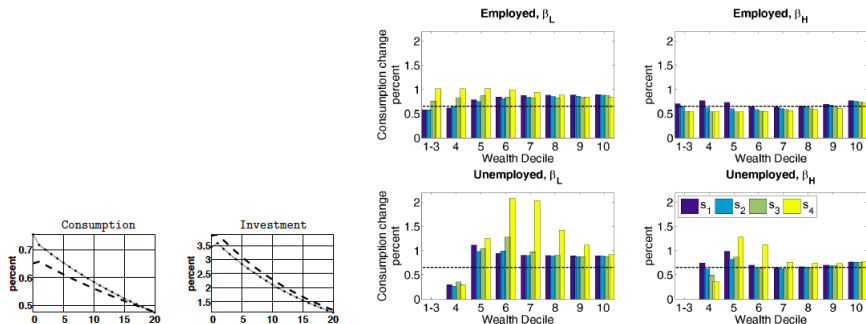 Consumption
percent
0.7
0.6
0.5
0 5 10 15 20
Investment
percent
3.5
2.5
1.5
0 5 10 15 20
Employed, β_L
Consumption change
percent
2
1.5
1
0.5
0
1-3 4 5 6 7 8 9 10
Wealth Decile
Employed, β_H
2
1.5
1
0.5
0
1-3 4 5 6 7 8 9 10
Wealth Decile
Unemployed, β_L
Consumption change
percent
2
1.5
1
0.5
0
1-3 4 5 6 7 8 9 10
Wealth Decile
Unemployed, β_H
s_1 s_2 s_3 s_4
2
1.5
1
0.5
0
1-3 4 5 6 7 8 9 10
Wealth Decile